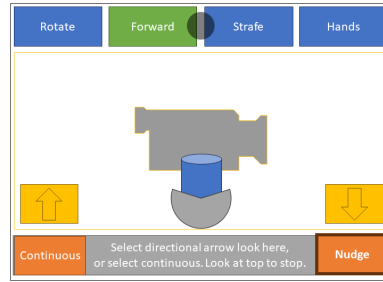 Rotate Forward Strafe Hands
Continuous
Select directional arrow look here,
or select continuous. Look at top to stop.
Nudge